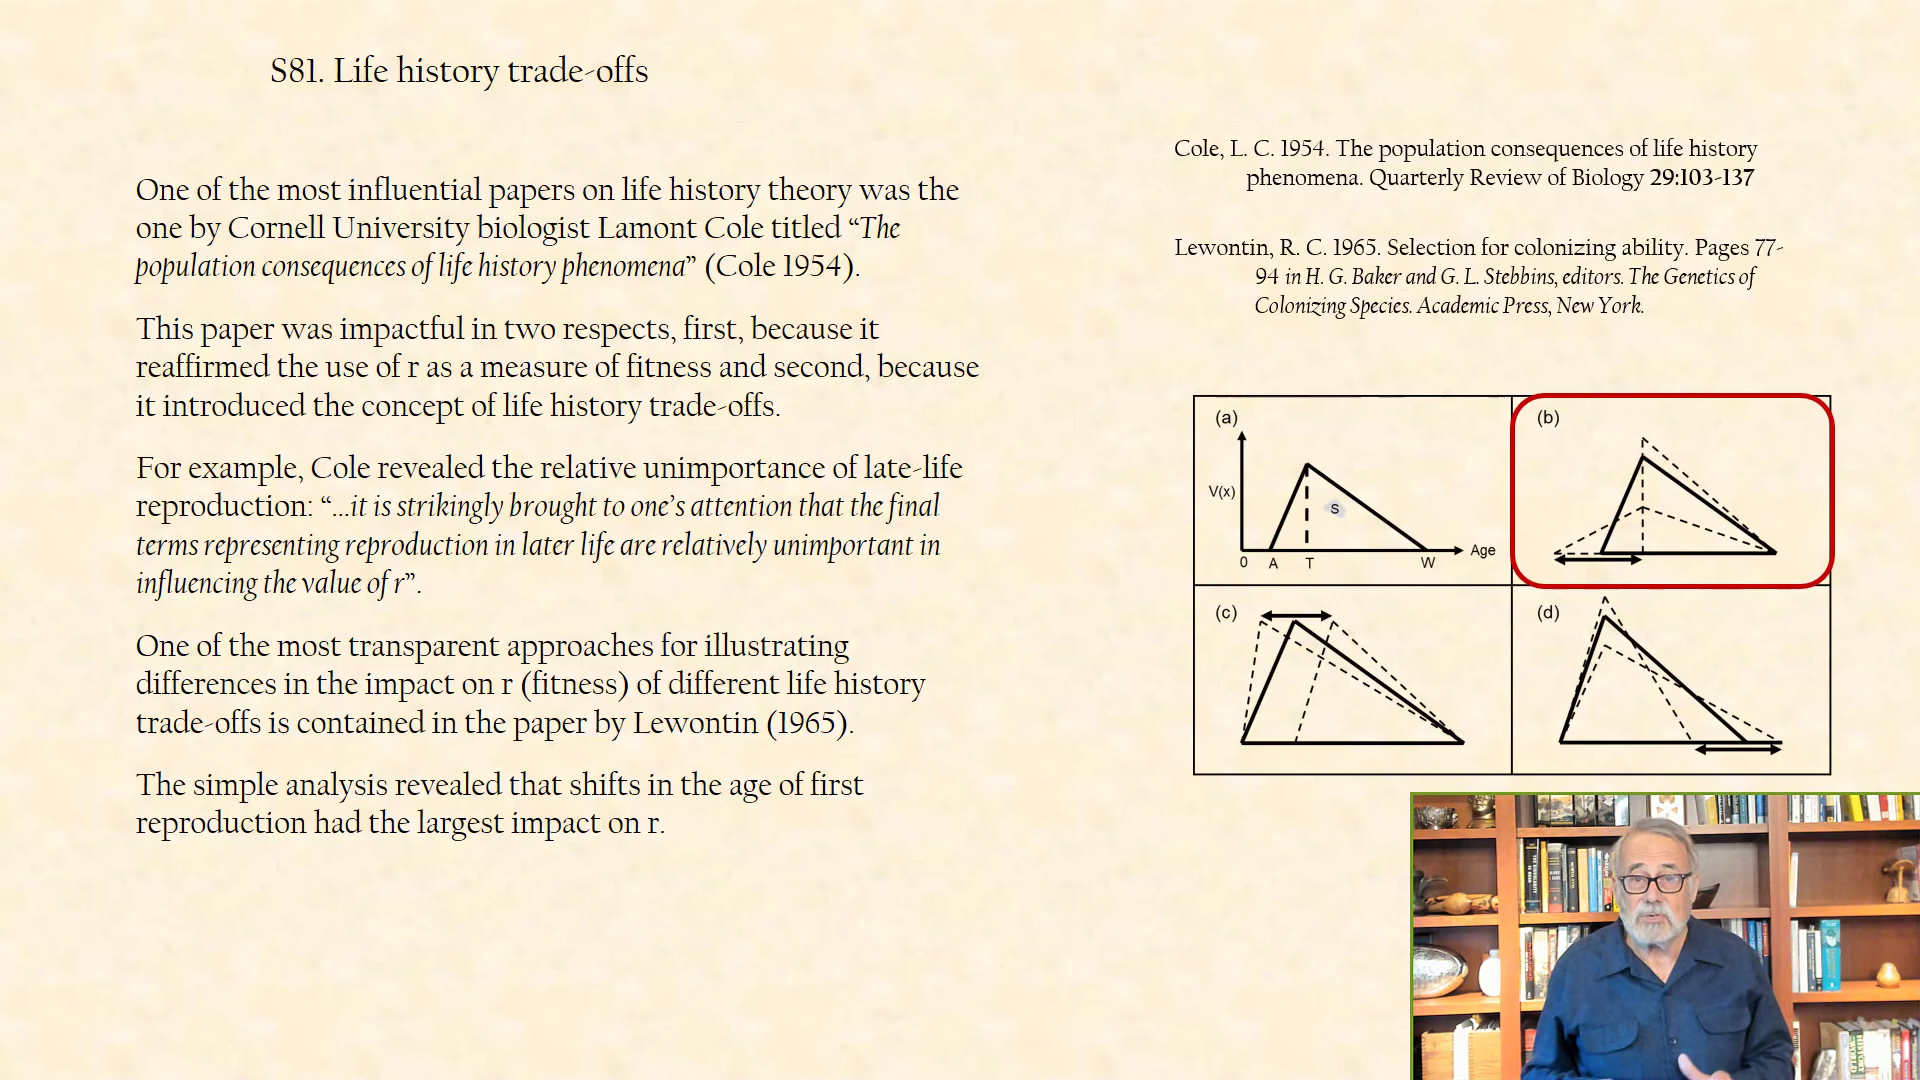 S81. Life history trade-offs
One of the most influential papers on life history theory was the
one by Cornell University biologist Lamont Cole titled “The
population consequences of life history phenomena” (Cole 1954).
This paper was impactful in two respects, first, because it
reaffirmed the use of r as a measure of fitness and second, because
it introduced the concept of life history trade-offs.
For example, Cole revealed the relative unimportance of late-life
reproduction: “…it is strikingly brought to one’s attention that the final
terms representing reproduction in later life are relatively unimportant in
influencing the value of r”.
One of the most transparent approaches for illustrating
differences in the impact on r (fitness) of different life history
trade-offs is contained in the paper by Lewontin (1965).
The simple analysis revealed that shifts in the age of first
reproduction had the largest impact on r.
Cole, L. C. 1954. The population consequences of life history
phenomena. Quarterly Review of Biology 29:103-137
Lewontin, R. C. 1965. Selection for colonizing ability. Pages 77-
94 in H. G. Baker and G. L. Stebbins, editors. The Genetics of
Colonizing Species. Academic Press, New York.
(a)
V(x)
S
Age
0 A T W
(b)
(c)
(d)